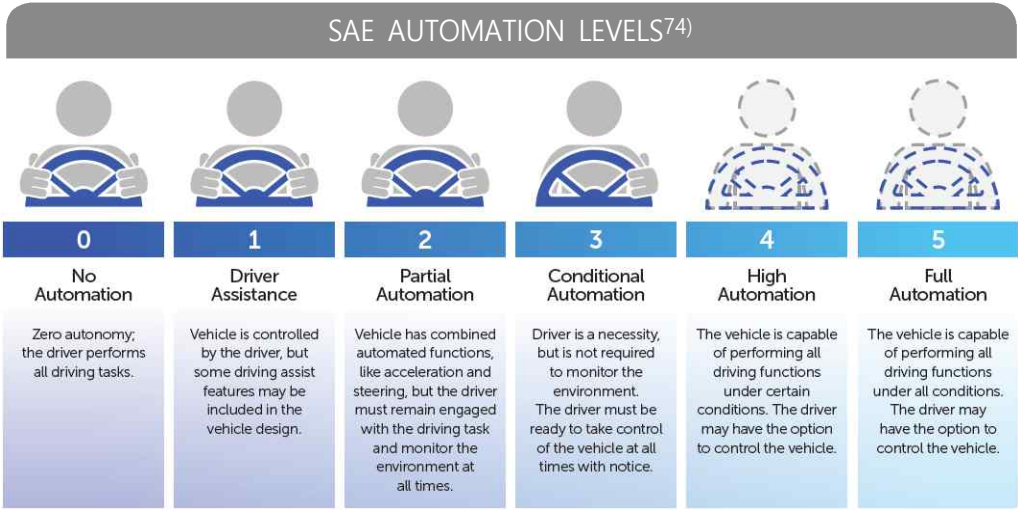 SAE AUTOMATION LEVELS74)
0
No
Automation
Zero autonomy;
the driver performs
all driving tasks.
1
Driver
Assistance
Vehicle is controlled
by the driver, but
some driving assist
features may be
included in the
vehicle design.
2
Partial
Automation
Vehicle has combined
automated functions,
like acceleration and
steering, but the driver
must remain engaged
with the driving task
and monitor the
environment at
all times.
3
Conditional
Automation
Driver is a necessity,
but is not required
to monitor the
environment.
The driver must be
ready to take control
of the vehicle at all
times with notice.
4
High
Automation
The vehicle is capable
of performing all
driving functions
under certain
conditions. The driver
may have the option
to control the vehicle.
5
Full
Automation
The vehicle is capable
of performing all
driving functions
under all conditions.
The driver may
have the option to
control the vehicle.